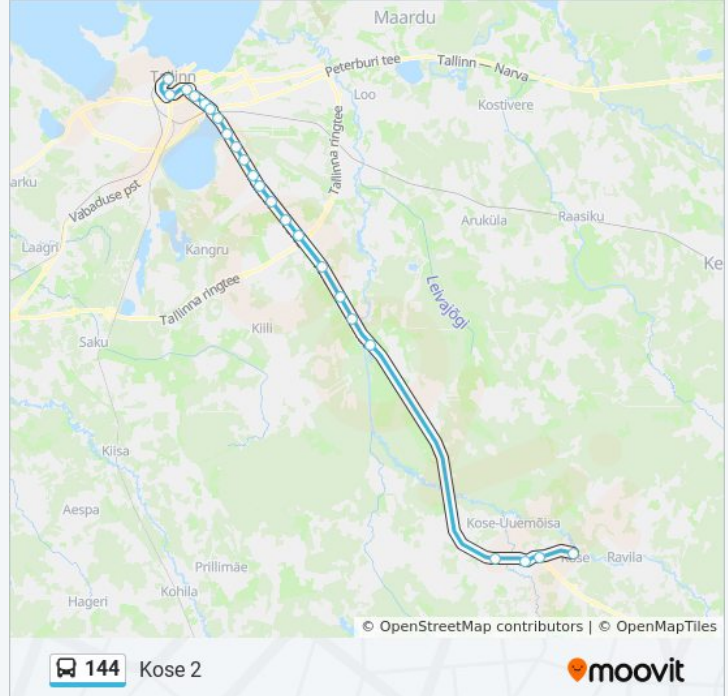 Maardu
Tallinn
Peterburi tee
Tallinn — Narva
Loo
Kostivere
Tallinna ringtee
arku
Vabaduse pst
Aruküla
Raasiku
Laagri
Kangru
Ke
Leivajõgi
Tallinna ringtee
Kiili
Saku
Kiisa
Aespa
Kose-Uuemõisa
Prillimäe
Kose
Ravila
Kohila
Hageri
© OpenStreetMap contributors | © OpenMapTiles
144 Kose 2
moovit